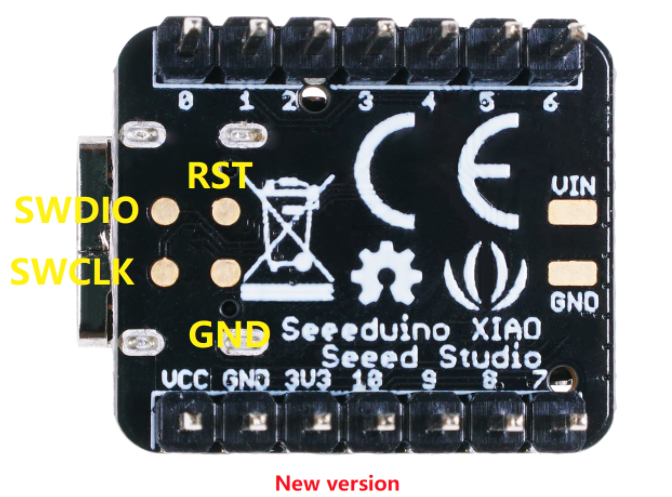 0 1 2 3 4 5 6
RST
SWDIO
SWCLK
GND
CE
VIN
GND
Seeeduino XIAO
Seeed Studio
VCC GND 3V3 10 9 8 7
New version